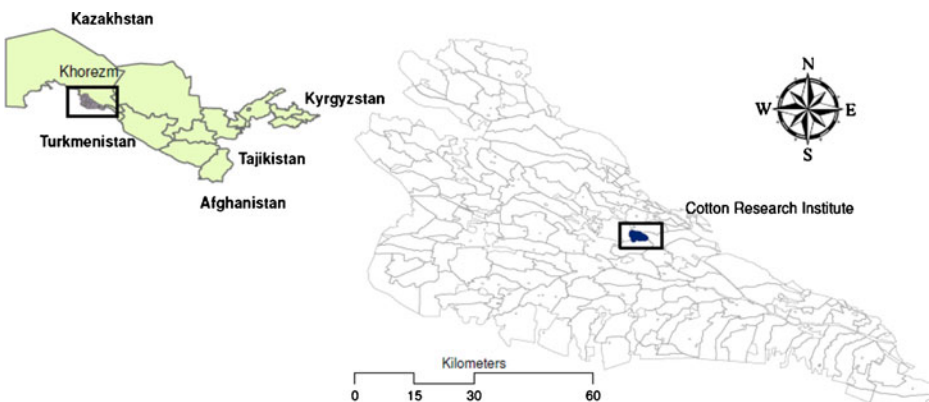 Kazakhstan
Khorezm
Kyrgyzstan
Turkmenistan
Tajikistan
Afghanistan
N
W E
S
Cotton Research Institute
Kilometers
0 15 30 60